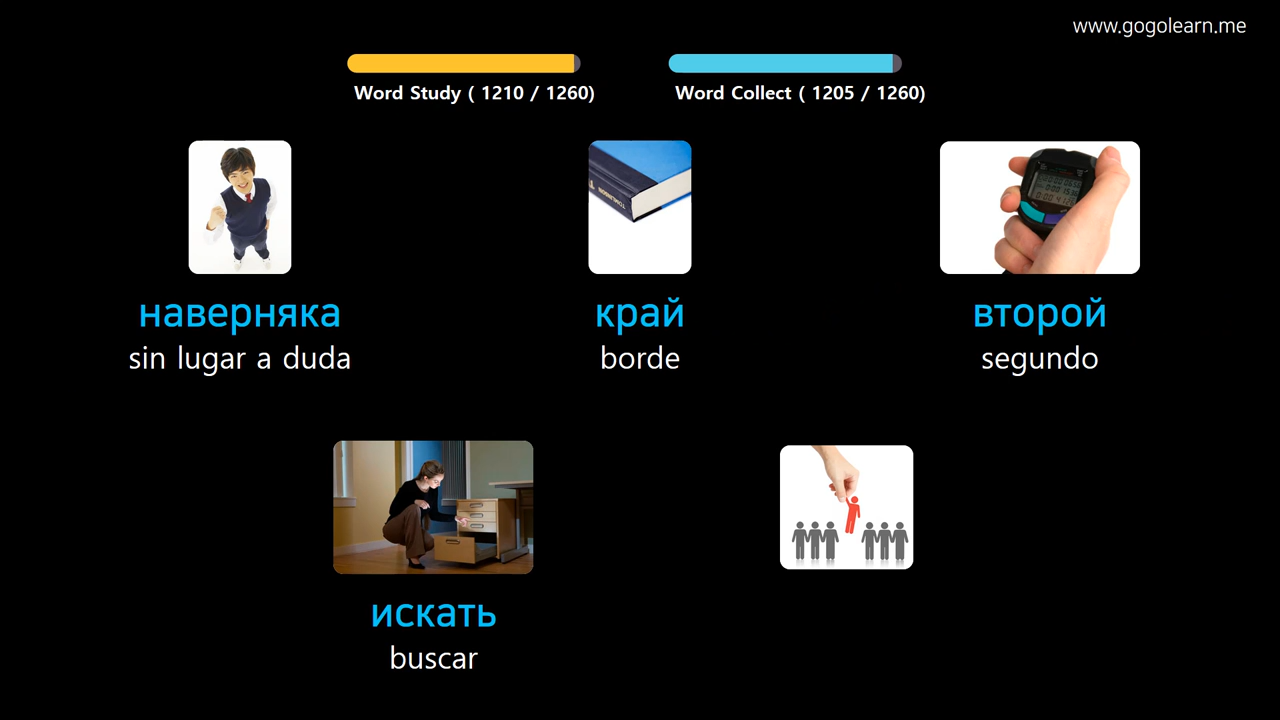 www.gogolearn.me
Word Study ( 1210 / 1260)
Word Collect ( 1205 / 1260)
TOMLINSON
наверняка
край
второй
sin lugar a duda
borde
segundo
искать
buscar